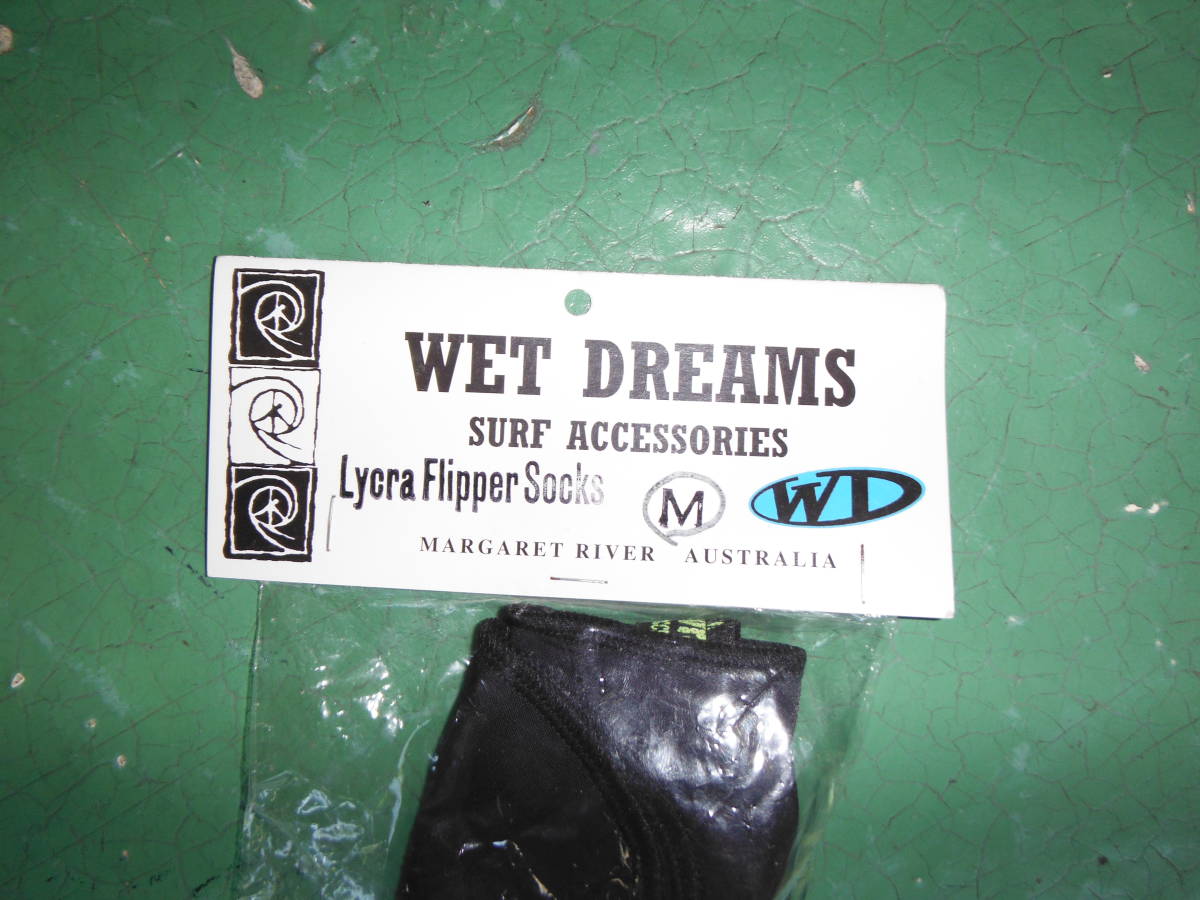 WET DREAMS
SURF ACCESSORIES
Lycra Flipper Socks M WD
MARGARET RIVER AUSTRALIA